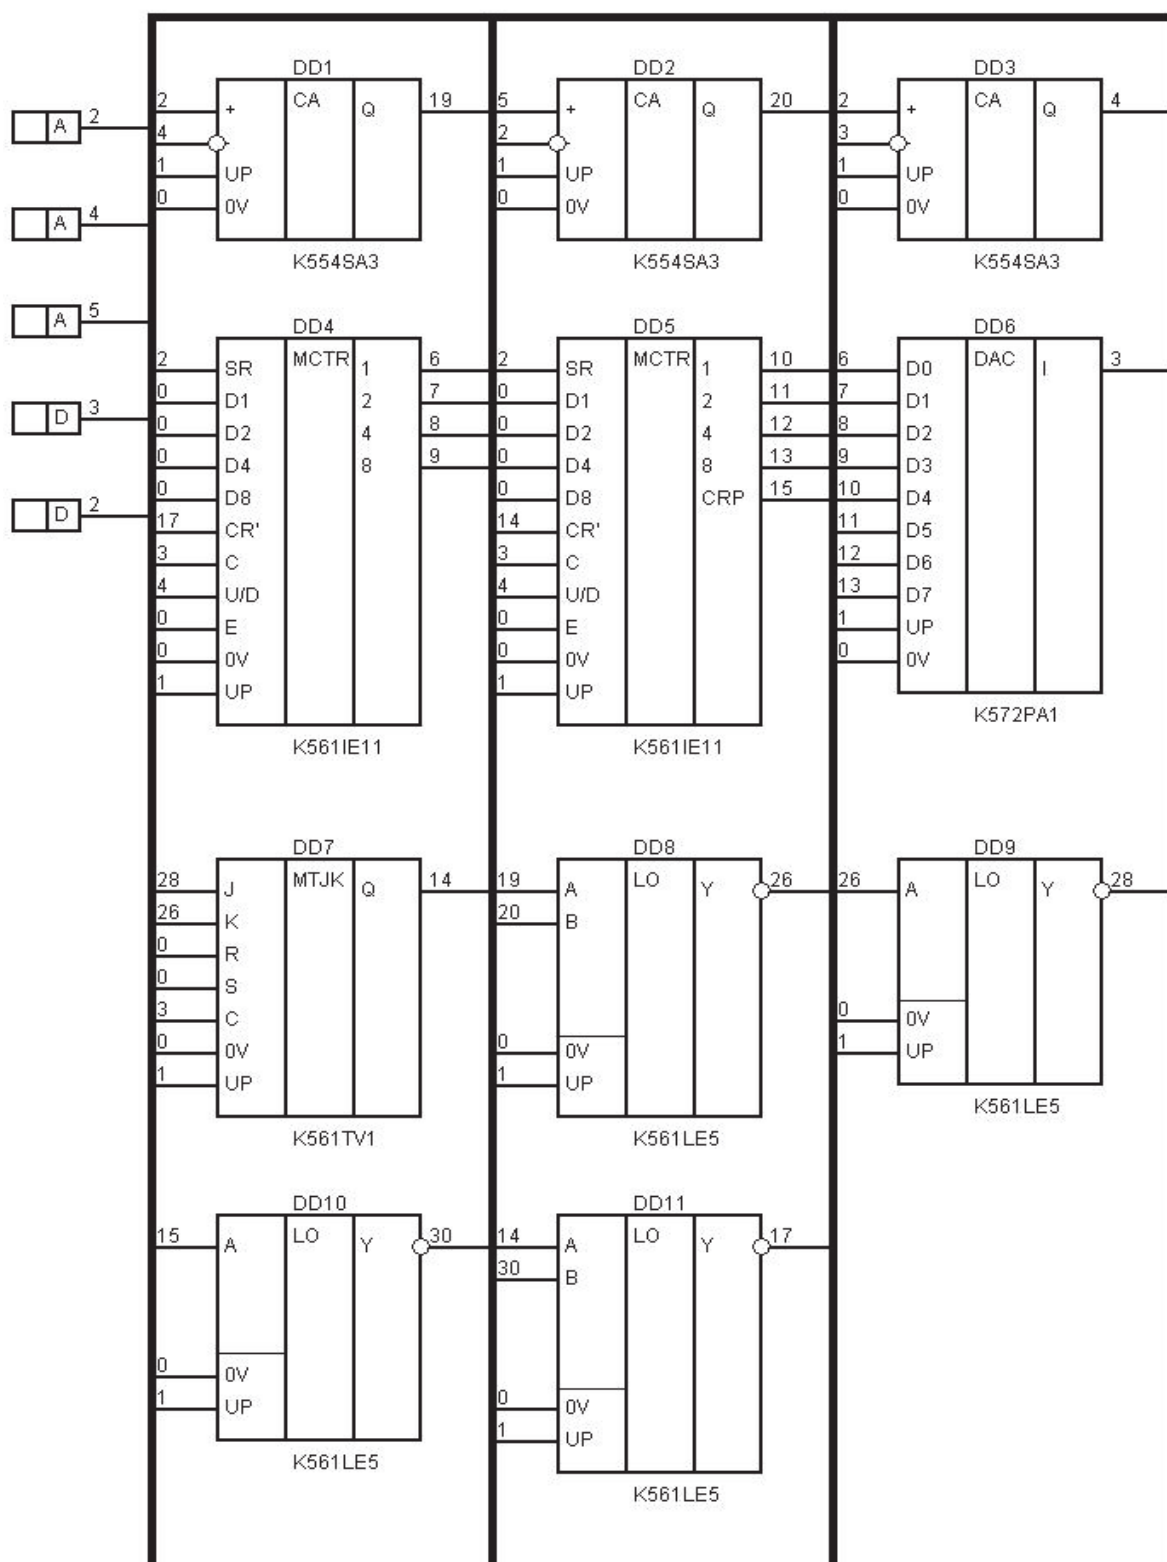 DD1 DD2 DD3
2 + CA Q 19 5 + CA Q 20 2 + CA Q 4
A 2
4 - 2 - 3 -
1 UP 1 UP 1 UP
0 0V 0 0V 0 0V
A 4
K554SA3 K554SA3 K554SA3
A 5
DD4 DD5 DD6
2 SR MCTR 1 6 2 SR MCTR 1 10 6 D0 DAC I 3
0 D1 2 7 0 D1 2 11 7 D1
D 3
0 D2 4 8 0 D2 4 12 8 D2
0 D4 8 9 0 D4 8 13 9 D3
0 D8 0 D8 CRP 15 10 D4
D 2
17 CR' 14 CR' 11 D5
3 C 3 C 12 D6
4 U/D 4 U/D 13 D7
0 E 0 E 1 UP
0 0V 0 0V 0 0V
1 UP 1 UP
K572PA1
K561IE11 K561IE11
DD7 DD8 DD9
28 J MTJK Q 14 19 A LO Y 26 26 A LO Y 28
26 K 20 B
0 R
0 S
3 C 0 0V
0 0V 0 0V 1 UP
1 UP 1 UP
K561LE5
K561TV1 K561LE5
DD10 DD11
15 A LO Y 30 14 A LO Y 17
30 B
0 0V
1 UP 0 0V
1 UP
K561LE5
K561LE5